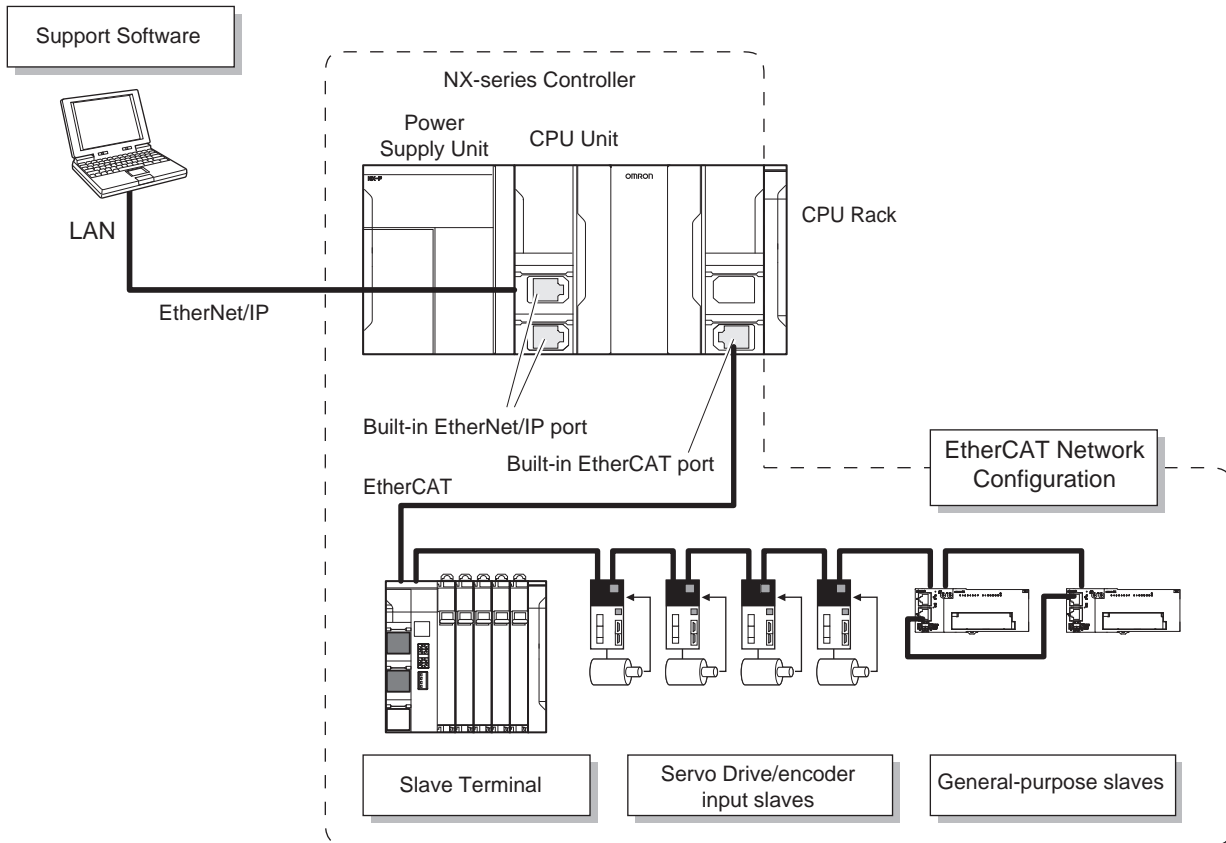 Support Software
NX-series Controller
Power
Supply Unit
CPU Unit
OMRON
CPU Rack
LAN
EtherNet/IP
Built-in EtherNet/IP port
Built-in EtherCAT port
EtherCAT
EtherCAT Network
Configuration
Slave Terminal
Servo Drive/encoder
input slaves
General-purpose slaves